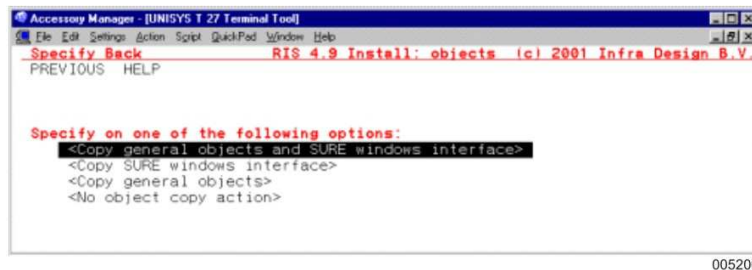 Accessory Manager - [UNISYS T 27 Terminal Tool]
File Edit Settings Action Script QuickPad Window Help
Specify Back RIS 4.9 Install: objects (c) 2001 Infra Design B.V.
PREVIOUS HELP
Specify on one of the following options:
<Copy general objects and SURE windows interface>
<Copy SURE windows interface>
<Copy general objects>
<No object copy action>
00520